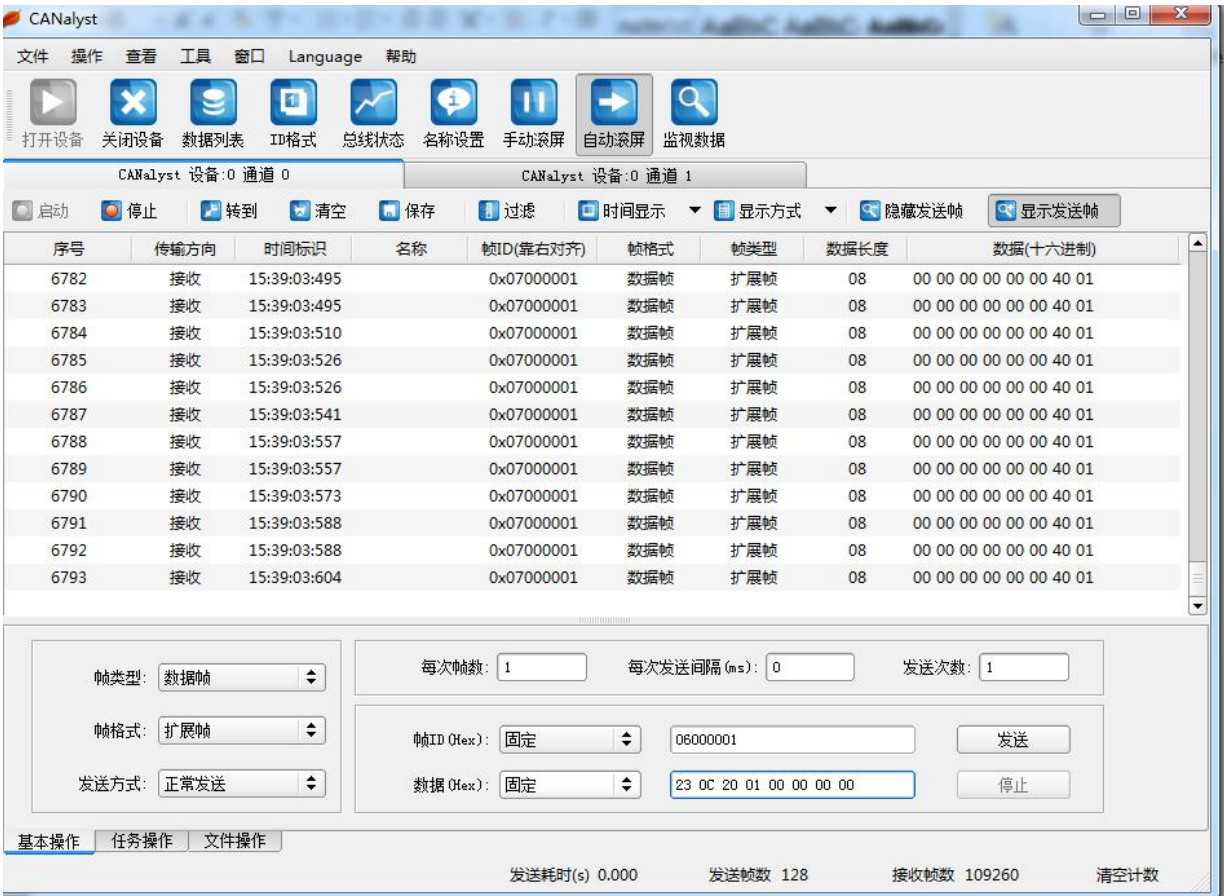 CANalyst
文件 操作 查看 工具 窗口 Language 帮助
打开设备 关闭设备 数据列表 ID格式 总线状态 名称设置 手动滚屏 自动滚屏 监视数据
CANalyst 设备:0 通道 0 CANalyst 设备:0 通道 1
启动 停止 转到 清空 保存 过滤 时间显示 显示方式 隐藏发送帧 显示发送帧
序号 传输方向 时间标识 名称 帧ID(靠右对齐) 帧格式 帧类型 数据长度 数据(十六进制)
6782 接收 15:39:03:495 0x07000001 数据帧 扩展帧 08 00 00 00 00 00 00 40 01
6783 接收 15:39:03:495 0x07000001 数据帧 扩展帧 08 00 00 00 00 00 00 40 01
6784 接收 15:39:03:510 0x07000001 数据帧 扩展帧 08 00 00 00 00 00 00 40 01
6785 接收 15:39:03:526 0x07000001 数据帧 扩展帧 08 00 00 00 00 00 00 40 01
6786 接收 15:39:03:526 0x07000001 数据帧 扩展帧 08 00 00 00 00 00 00 40 01
6787 接收 15:39:03:541 0x07000001 数据帧 扩展帧 08 00 00 00 00 00 00 40 01
6788 接收 15:39:03:557 0x07000001 数据帧 扩展帧 08 00 00 00 00 00 00 40 01
6789 接收 15:39:03:557 0x07000001 数据帧 扩展帧 08 00 00 00 00 00 00 40 01
6790 接收 15:39:03:573 0x07000001 数据帧 扩展帧 08 00 00 00 00 00 00 40 01
6791 接收 15:39:03:588 0x07000001 数据帧 扩展帧 08 00 00 00 00 00 00 40 01
6792 接收 15:39:03:588 0x07000001 数据帧 扩展帧 08 00 00 00 00 00 00 40 01
6793 接收 15:39:03:604 0x07000001 数据帧 扩展帧 08 00 00 00 00 00 00 40 01
每次帧数: 1 每次发送间隔(ms): 0 发送次数: 1
帧类型: 数据帧
帧格式: 扩展帧
帧ID(Hex): 固定 06000001 发送
发送方式: 正常发送
数据(Hex): 固定 23 0C 20 01 00 00 00 00 停止
基本操作 任务操作 文件操作
发送耗时(s) 0.000 发送帧数 128 接收帧数 109260 清空计数